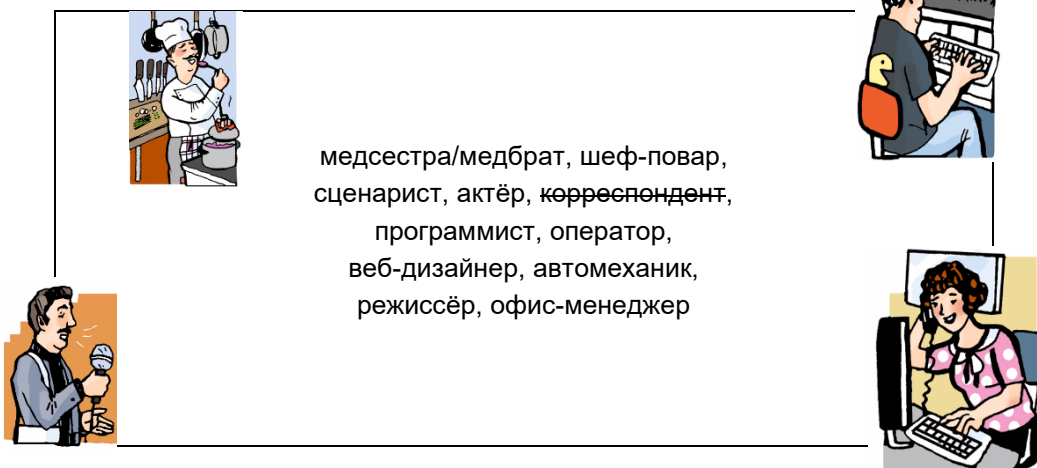 медсестра/медбрат, шеф-повар,
сценарист, актёр, корреспондент,
программист, оператор,
веб-дизайнер, автомеханик,
режиссёр, офис-менеджер